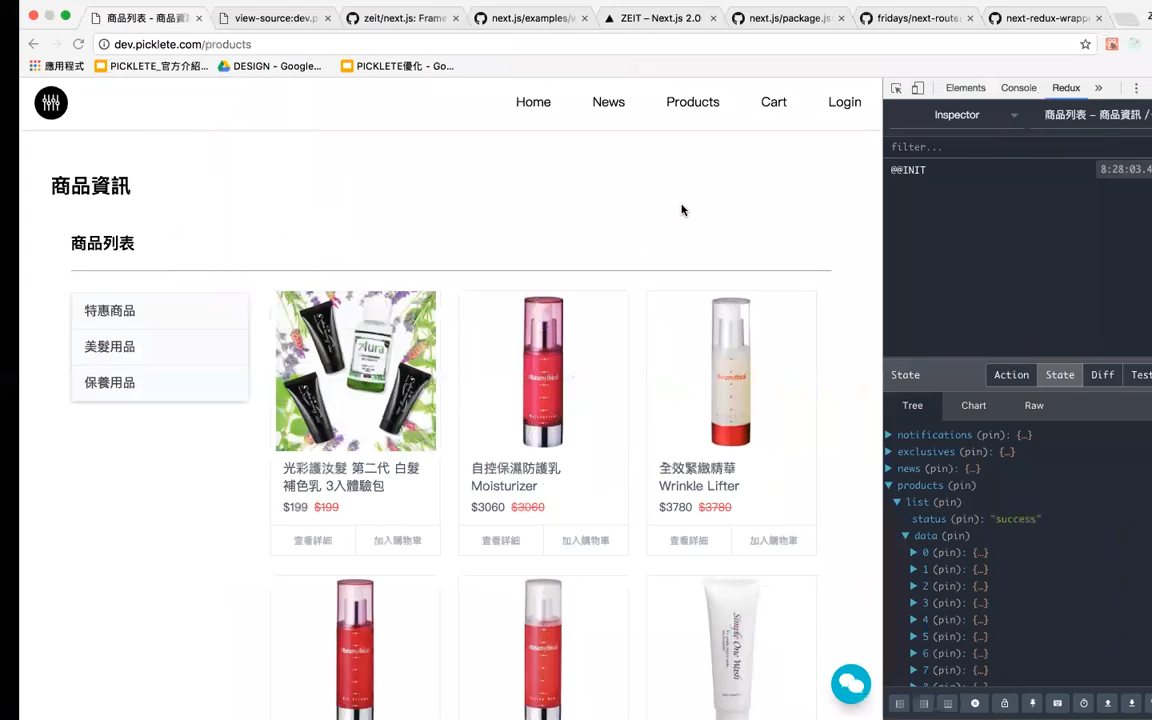 商品列表 - 商品資訊
view-source:dev.p
zeit/next.js: Frame
next.js/examples/w
ZEIT – Next.js 2.0
next.js/package.js
fridays/next-routes
next-redux-wrappe
dev.picklete.com/products
應用程式
PICKLETE_官方介紹...
DESIGN - Google...
PICKLETE優化 - Go...
Home
News
Products
Cart
Login
商品資訊
商品列表
特惠商品
美髮用品
保養用品
Aura
光彩護汝髮 第二代 白髮
補色乳 3入體驗包
$199 $199
查看詳細
加入購物車
自控保濕防護乳
Moisturizer
$3060 $3060
查看詳細
加入購物車
全效緊緻精華
Wrinkle Lifter
$3780 $3780
查看詳細
加入購物車
Simple One Wash
Elements
Console
Redux
»
Inspector
商品列表 - 商品資訊 /
filter...
@@INIT
8:28:03.4
State
Action
State
Diff
Test
Tree
Chart
Raw
notifications (pin): {…}
exclusives (pin): {…}
news (pin): {…}
products (pin)
list (pin)
status (pin): "success"
data (pin)
0 (pin): {…}
1 (pin): {…}
2 (pin): {…}
3 (pin): {…}
4 (pin): {…}
5 (pin): {…}
6 (pin): {…}
7 (pin): {…}